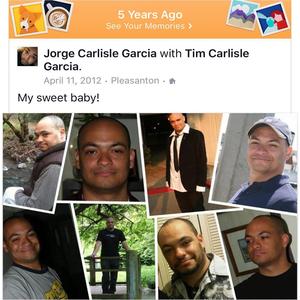 5 Years Ago
See Your Memories >
Jorge Carlisle Garcia with Tim Carlisle
Garcia.
April 11, 2012 • Pleasanton •
My sweet baby!